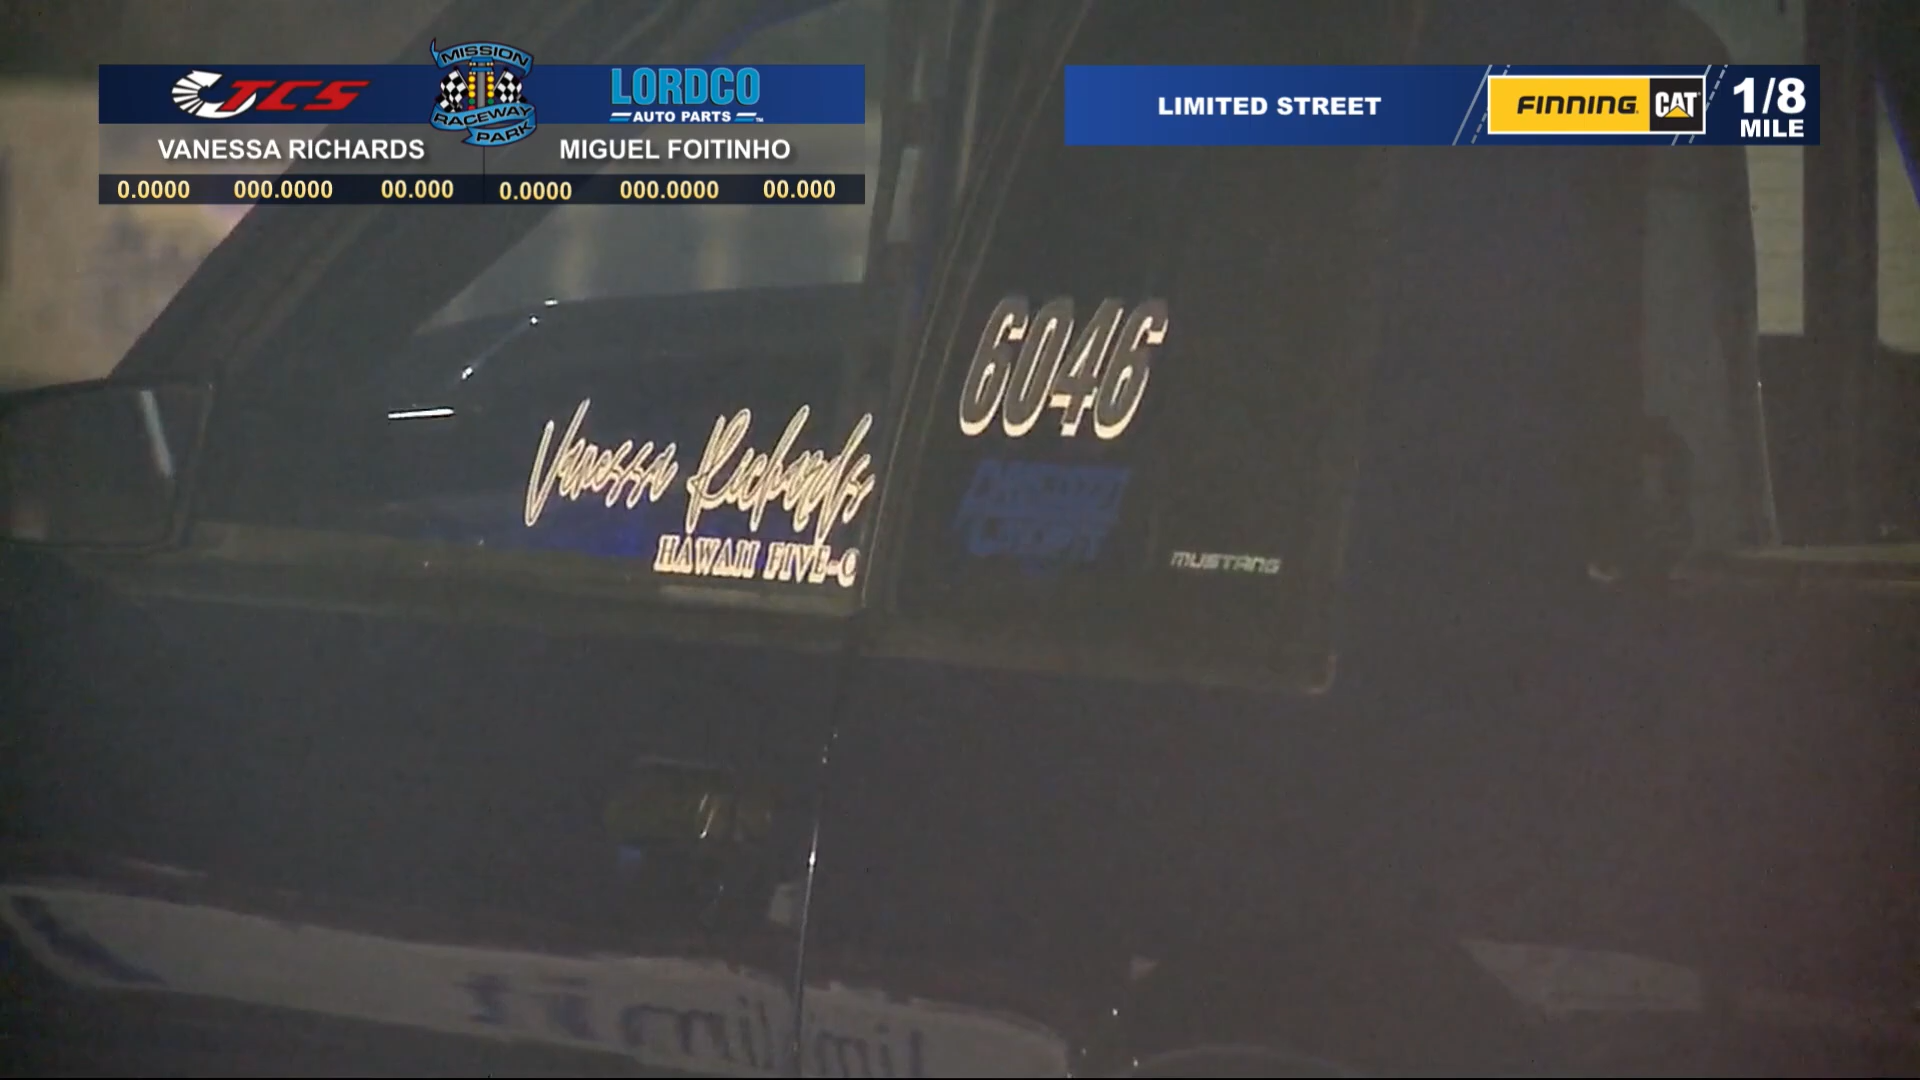 MISSION
RACEWAY
PARK
JCS
LORDCO
AUTO PARTS
VANESSA RICHARDS
MIGUEL FOITINHO
0.0000 000.0000 00.000 0.0000 000.0000 00.000
LIMITED STREET
FINNING CAT
1/8
MILE
6046
Vanessa Richards
HAWAII FIVE-O
MUSTANG